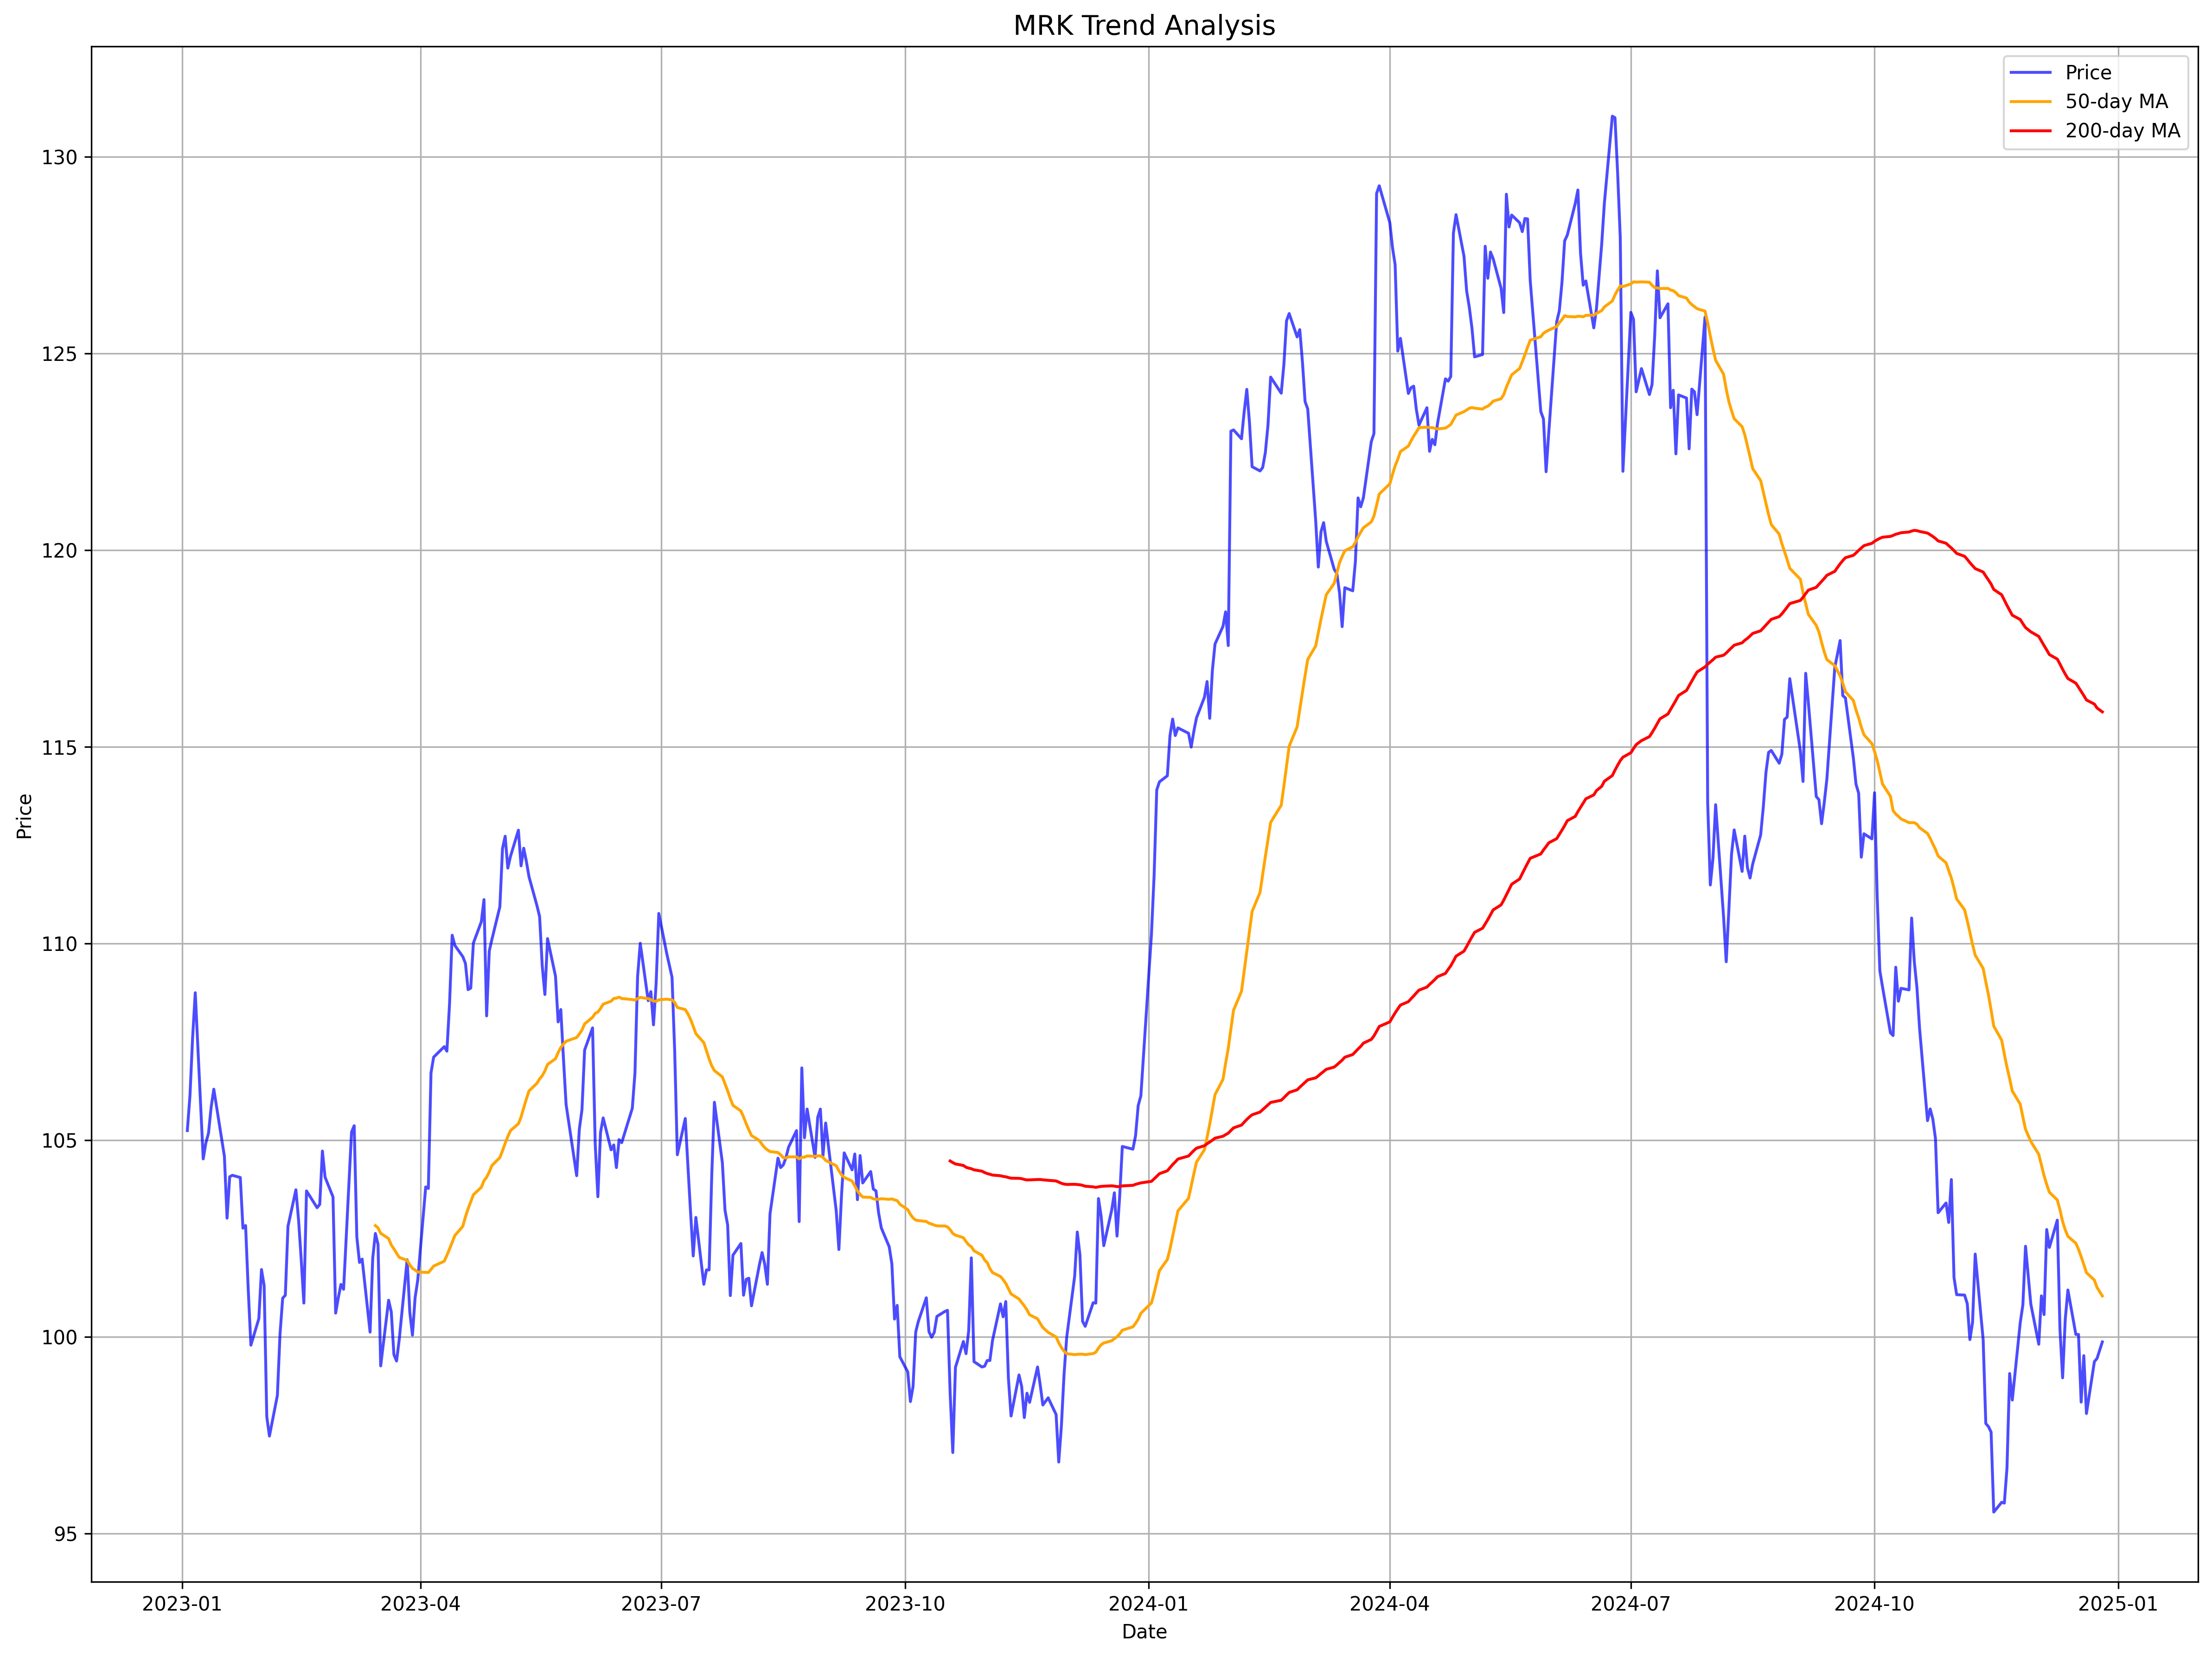 MRK Trend Analysis
Price
50-day MA
200-day MA
130
125
120
115
110
105
100
95
Price
2023-01
2023-04
2023-07
2023-10
2024-01
2024-04
2024-07
2024-10
2025-01
Date